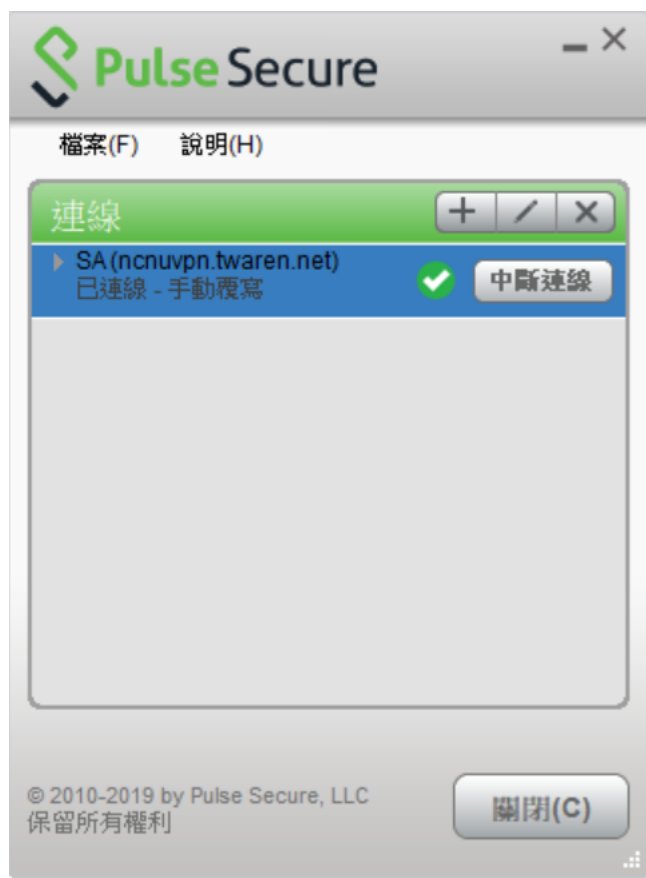 Pulse Secure
檔案(F) 說明(H)
連線
SA (ncnuvpn.twaren.net)
已連線 - 手動覆寫
中斷連線
© 2010-2019 by Pulse Secure, LLC
保留所有權利
關閉(C)